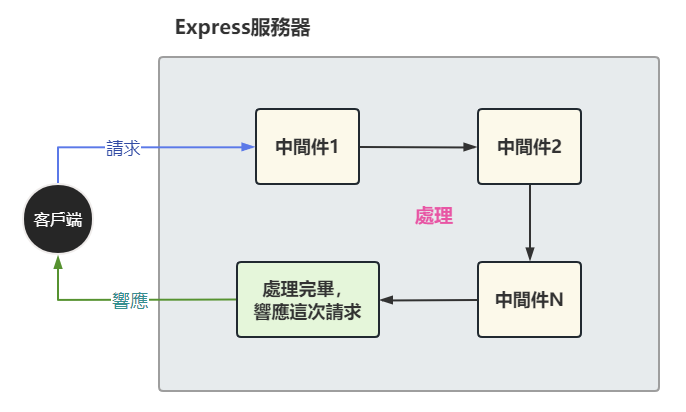 Express服務器
請求
中間件1
中間件2
客戶端
處理
處理完畢，
響應這次請求
中間件N
響應